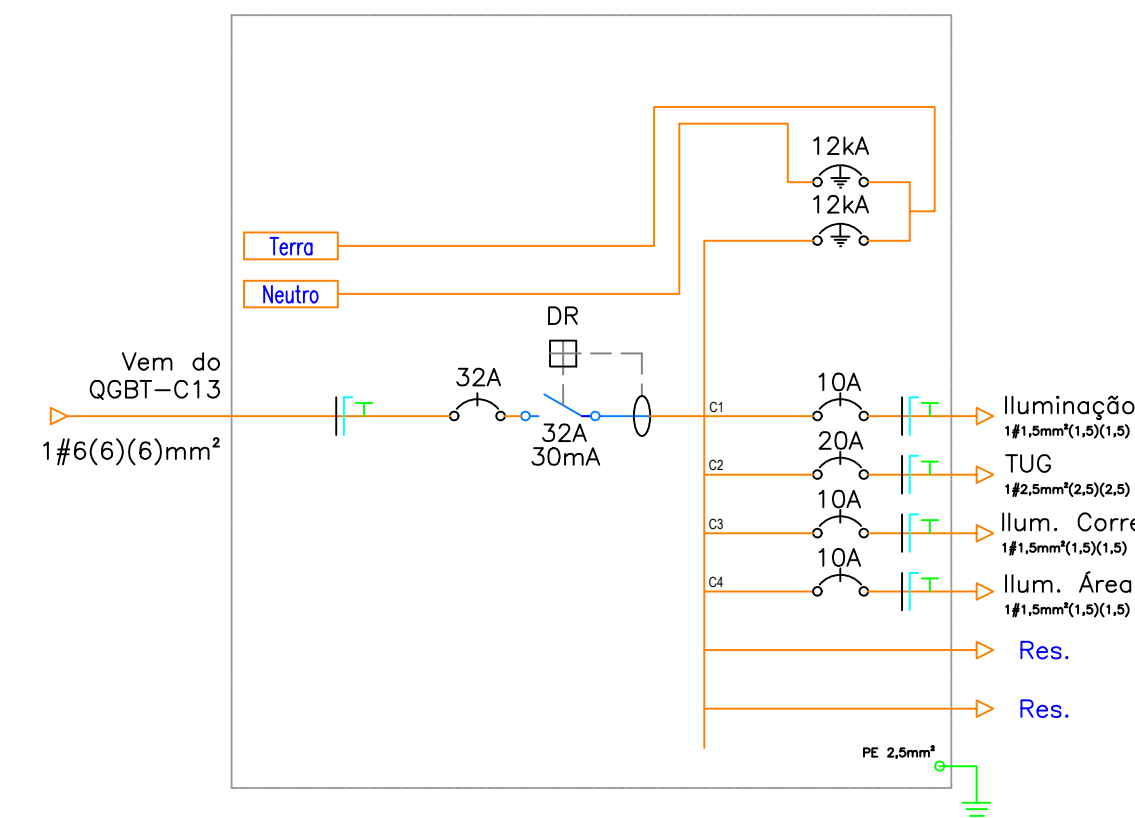 12kA
12kA
Terra
Neutro
DR
Vem do
QGBT-C13
1#6(6)(6)mm²
32A
32A
30mA
C1
10A
Iluminação
1#1,5mm²(1,5)(1,5)
C2
20A
TUG
1#2,5mm²(2,5)(2,5)
C3
10A
Ilum. Corre
1#1,5mm²(1,5)(1,5)
C4
10A
Ilum. Área
1#1,5mm²(1,5)(1,5)
Res.
Res.
PE 2,5mm²